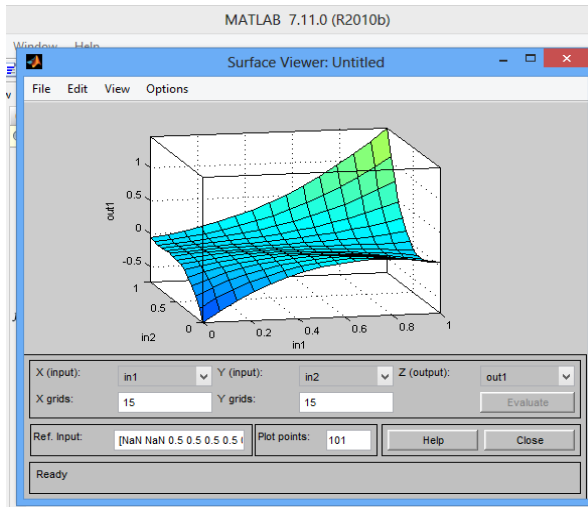 MATLAB 7.11.0 (R2010b)
Window Help
Surface Viewer: Untitled
File Edit View Options
1
0.5
0
-0.5
out1
1
0.5
0
in2
0 0.2 0.4 0.6 0.8 1
in1
X (input): in1 Y (input): in2 Z (output): out1
X grids: 15 Y grids: 15 Evaluate
Ref. Input: [NaN NaN 0.5 0.5 0.5 0.5 Plot points: 101 Help Close
Ready